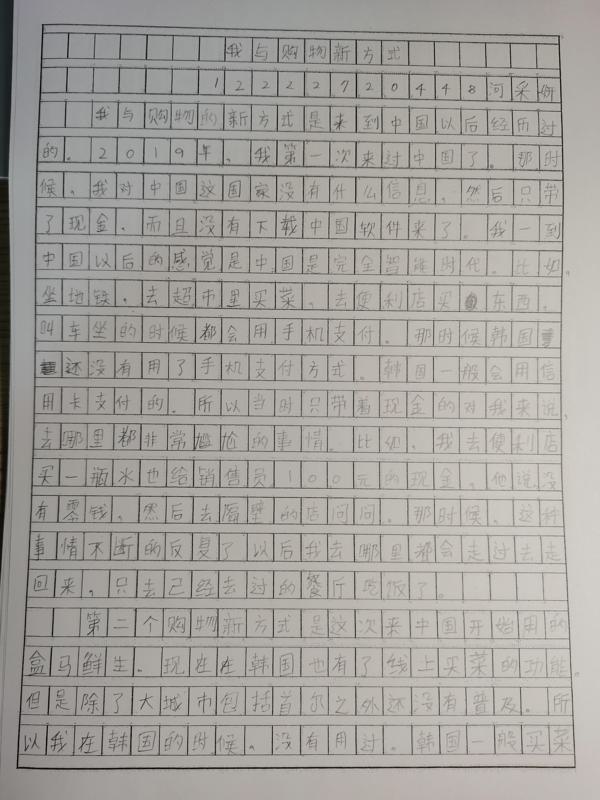 我与购物新方式
12222720448河采妍
我与购物的新方式是来到中国以后经历过
的。2019年、我第一次来过中国了。那时
候、我对中国这国家没有什么信息、然后只带
了现金、而且没有下载中国软件来了。我一到
中国以后的感觉是中国是完全智能时代。比如、
坐地铁、去超市里买菜、去便利店买东西、
叫车坐的时候都会用手机支付。那时候韩国
还没有用了手机支付方式。韩国一般会用信
用卡支付的、所以当时只带着现金的对我来说、
去哪里都非常尴尬的事情。比如、我去便利店
买一瓶水也给销售员100元的现金、他说没
有零钱、然后去隔壁的店问问。那时候、这种
事情不断的反复了以后我去哪里都会走过去走
回来、只去已经去过的餐厅吃饭了。
第二个购物新方式是这次来中国开始用的
盒马鲜生。现在在韩国也有了线上买菜的功能。
但是除了大城市包括首尔之外还没有普及。所
以我在韩国的时候、没有用过。韩国一般买菜